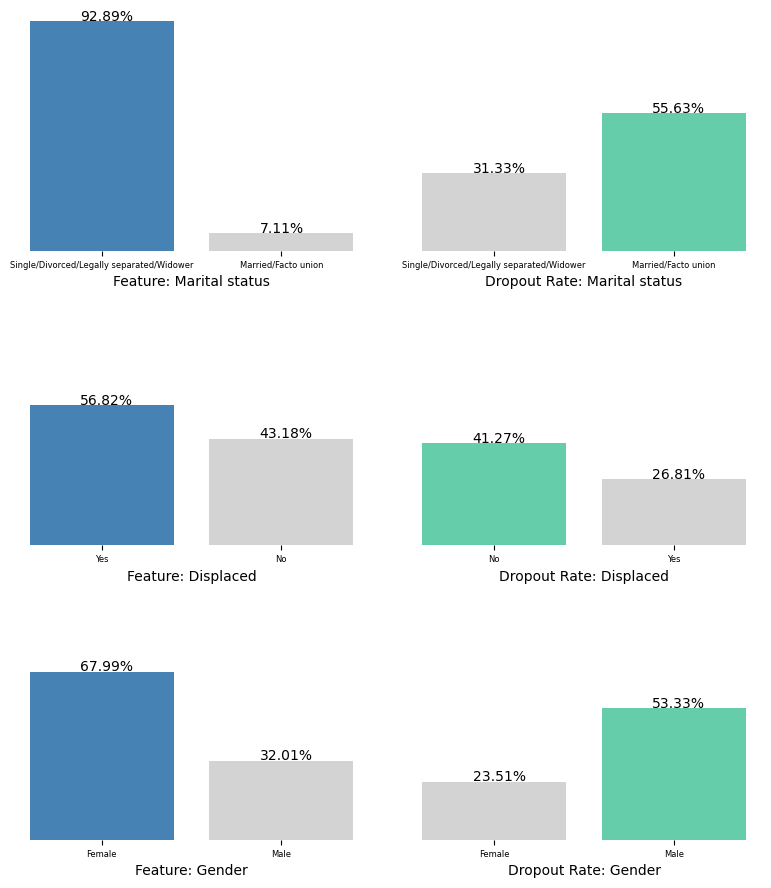 92.89%
7.11%
Single/Divorced/Legally separated/Widower
Married/Facto union
Feature: Marital status
31.33%
55.63%
Single/Divorced/Legally separated/Widower
Married/Facto union
Dropout Rate: Marital status
56.82%
43.18%
Yes
No
Feature: Displaced
41.27%
26.81%
No
Yes
Dropout Rate: Displaced
67.99%
32.01%
Female
Male
Feature: Gender
23.51%
53.33%
Female
Male
Dropout Rate: Gender